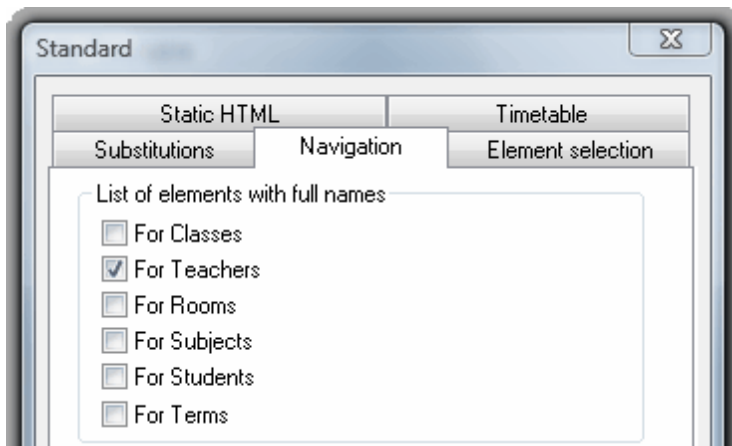 Standard
Static HTML Timetable
Substitutions Navigation Element selection
List of elements with full names
For Classes
For Teachers
For Rooms
For Subjects
For Students
For Terms